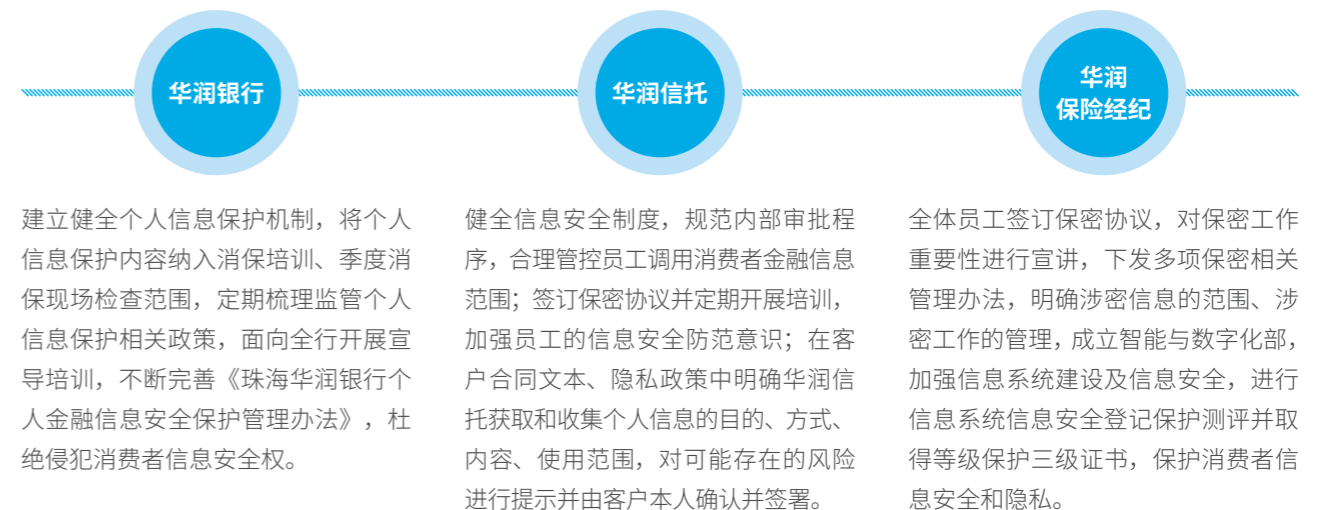 华润银行
建立健全个人信息保护机制，将个人
信息保护内容纳入消保培训、季度消
保现场检查范围，定期梳理监管个人
信息保护相关政策，面向全行开展宣
导培训，不断完善《珠海华润银行个
人金融信息安全保护管理办法》，杜
绝侵犯消费者信息安全权。
华润信托
健全信息安全制度，规范内部审批程
序，合理管控员工调用消费者金融信息
范围；签订保密协议并定期开展培训，
加强员工的信息安全防范意识；在客
户合同文本、隐私政策中明确华润信
托获取和收集个人信息的目的、方式、
内容、使用范围，对可能存在的风险
进行提示并由客户本人确认并签署。
华润
保险经纪
全体员工签订保密协议，对保密工作
重要性进行宣讲，下发多项保密相关
管理办法，明确涉密信息的范围、涉
密工作的管理，成立智能与数字化部，
加强信息系统建设及信息安全，进行
信息系统信息安全登记保护测评并取
得等级保护三级证书，保护消费者信
息安全和隐私。